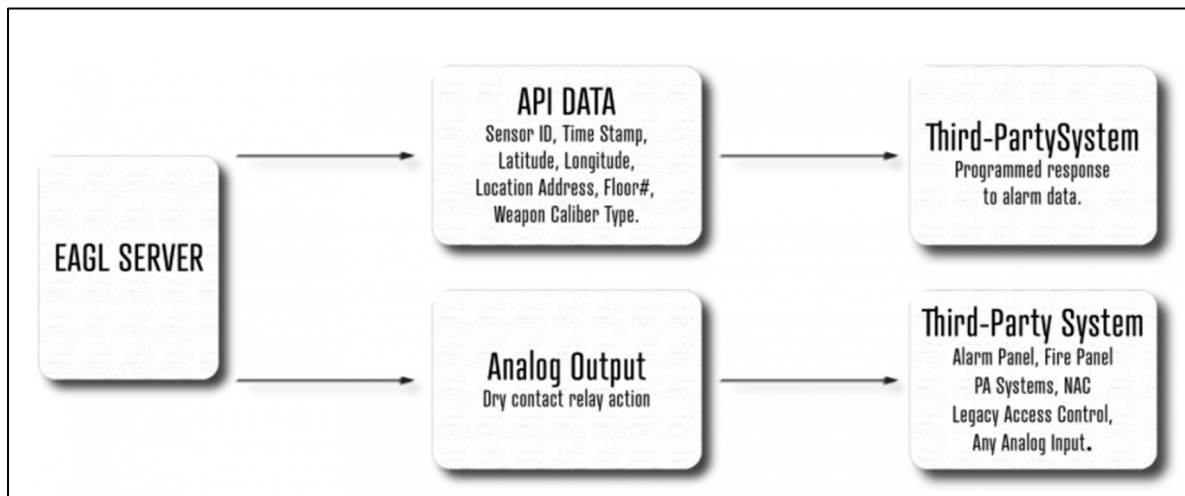 EAGL SERVER
API DATA
Sensor ID, Time Stamp,
Latitude, Longitude,
Location Address, Floor#,
Weapon Caliber Type.
Third-PartySystem
Programmed response
to alarm data.
Analog Output
Dry contact relay action
Third-Party System
Alarm Panel, Fire Panel
PA Systems, NAC
Legacy Access Control,
Any Analog Input.